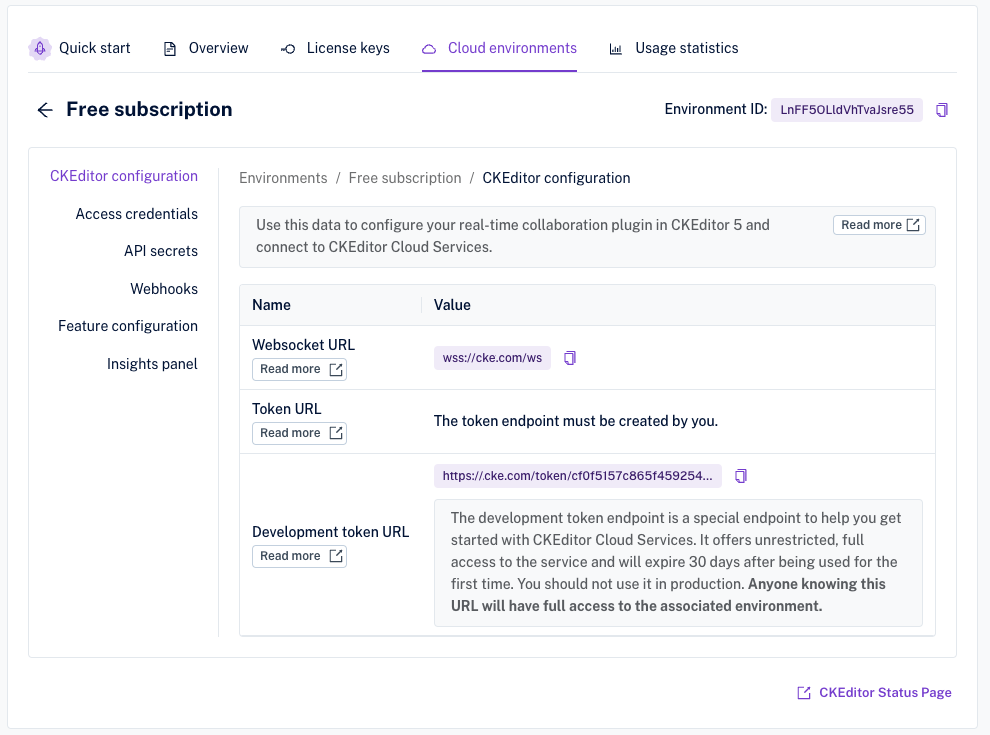 Quick start
Overview
License keys
Cloud environments
Usage statistics
Free subscription
Environment ID: LnFF5OLldVhTvaJsre55
CKEditor configuration
Access credentials
API secrets
Webhooks
Feature configuration
Insights panel
Environments / Free subscription / CKEditor configuration
Use this data to configure your real-time collaboration plugin in CKEditor 5 and
connect to CKEditor Cloud Services.
Read more
Name Value
Websocket URL
Read more
wss://cke.com/ws
Token URL
Read more
The token endpoint must be created by you.
Development token URL
Read more
https://cke.com/token/cf0f5157c865f459254...
The development token endpoint is a special endpoint to help you get
started with CKEditor Cloud Services. It offers unrestricted, full
access to the service and will expire 30 days after being used for the
first time. You should not use it in production. Anyone knowing this
URL will have full access to the associated environment.
CKEditor Status Page